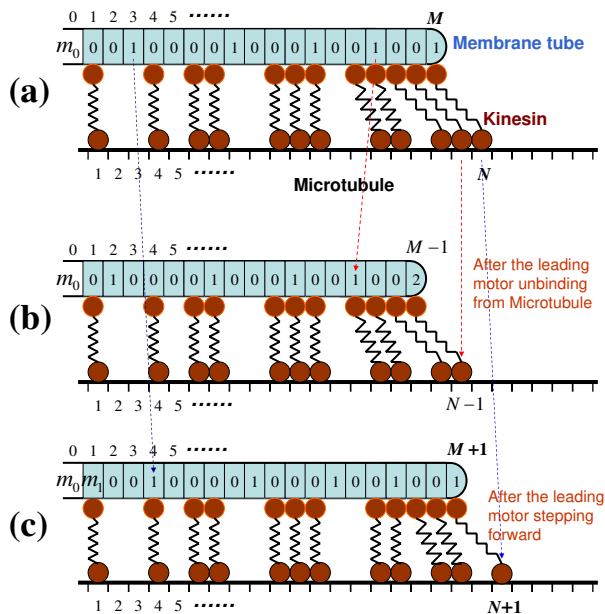 0 1 2 3 4 5 ······ M
m₀ 0 0 1 0 0 0 0 1 0 0 0 1 0 0 1 0 0 1 Membrane tube
(a)
Kinesin
1 2 3 4 5 ······ Microtubule N
0 1 2 3 4 5 ······ M −1
m₀ 0 1 0 0 0 0 1 0 0 0 1 0 0 1 0 0 2
After the leading
motor unbinding
from Microtubule
(b)
1 2 3 4 5 ······ N −1
0 1 2 3 4 5 ······ M +1
m₀ m₁ 0 0 1 0 0 0 0 1 0 0 0 1 0 0 1 0 0 1
After the leading
motor stepping
forward
(c)
1 2 3 4 5 ······ N+1